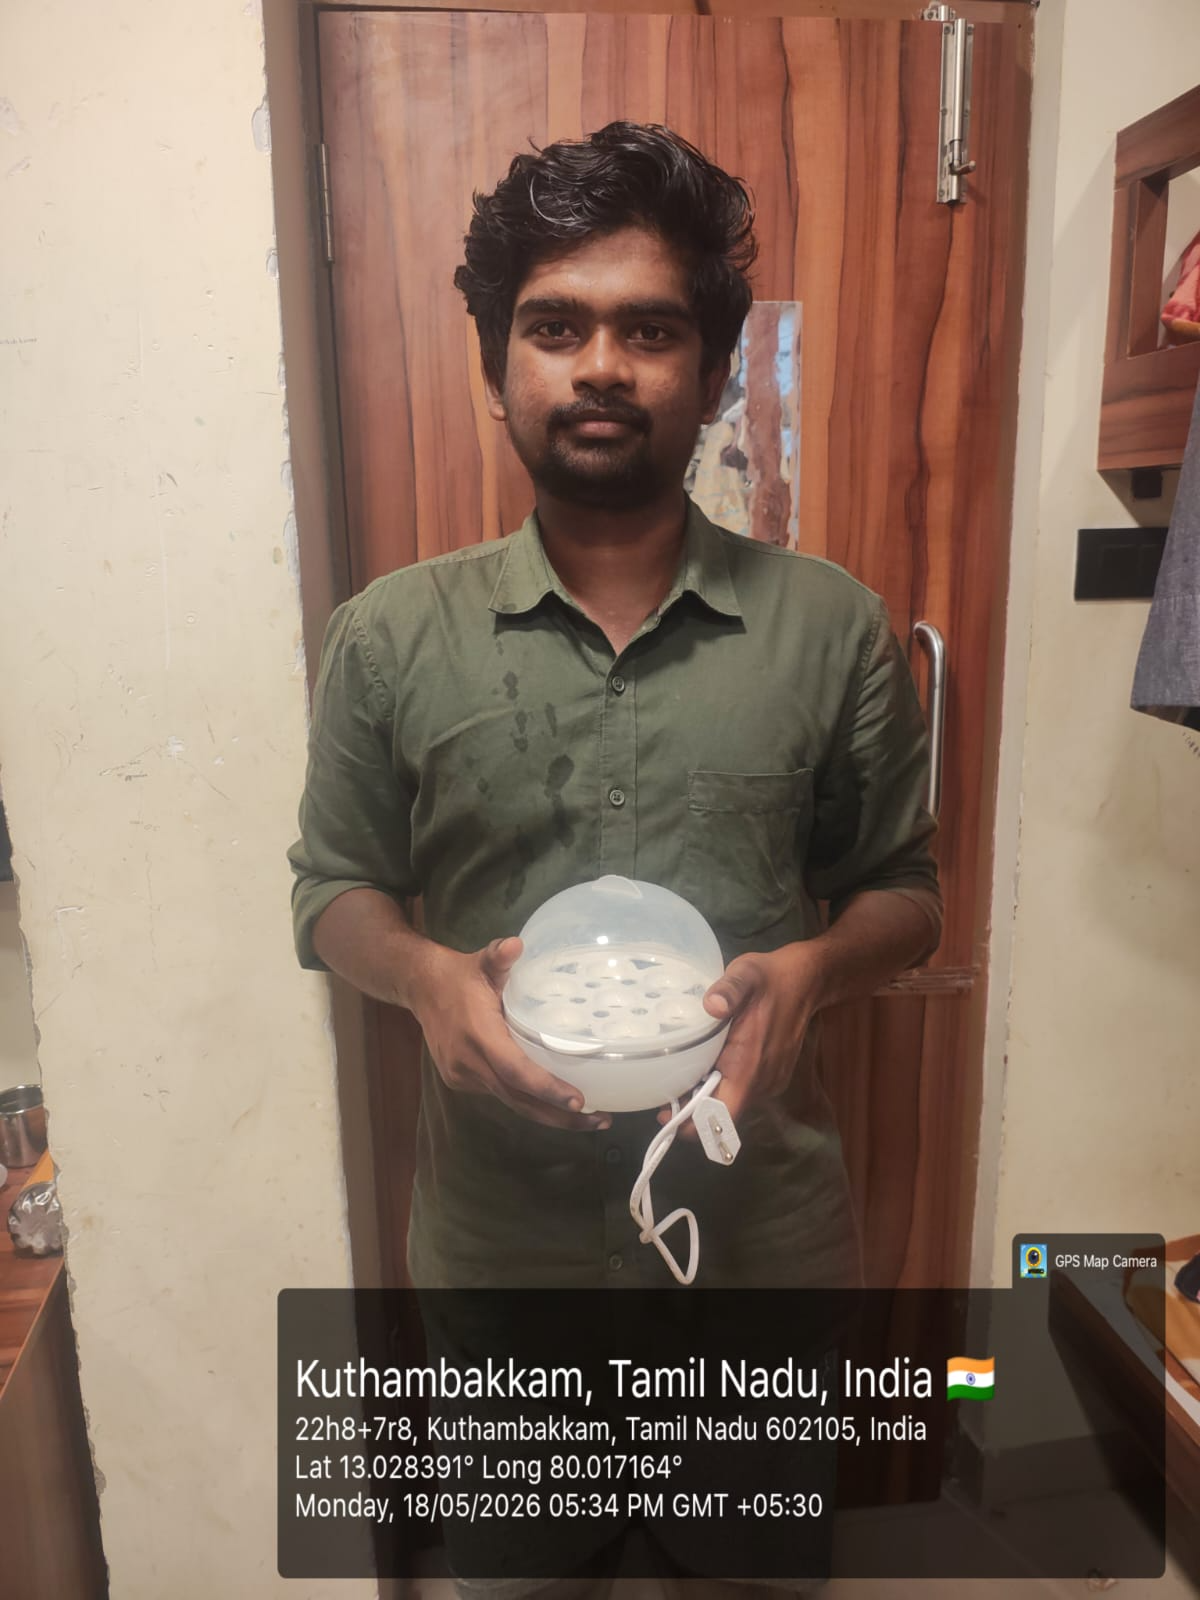 GPS Map Camera
Kuthambakkam, Tamil Nadu, India
22h8+7r8, Kuthambakkam, Tamil Nadu 602105, India
Lat 13.028391° Long 80.017164°
Monday, 18/05/2026 05:34 PM GMT +05:30